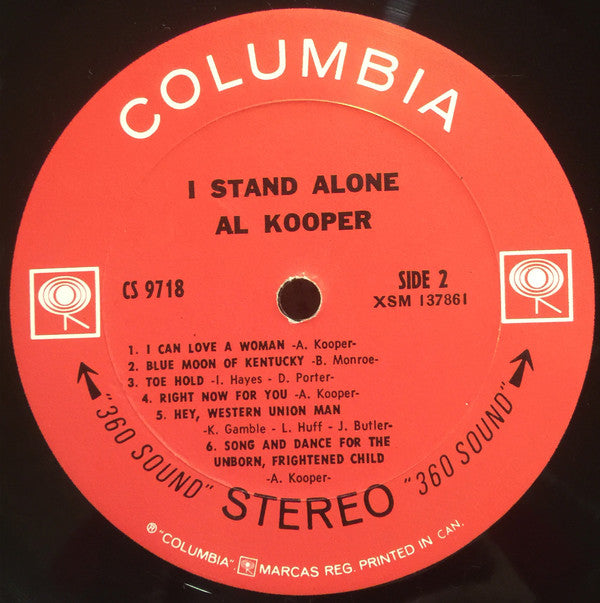 COLUMBIA
I STAND ALONE
AL KOOPER
CS 9718
SIDE 2
XSM 137861
1. I CAN LOVE A WOMAN -A. Kooper-
2. BLUE MOON OF KENTUCKY -B. Monroe-
3. TOE HOLD -I. Hayes - D. Porter-
4. RIGHT NOW FOR YOU -A. Kooper-
5. HEY, WESTERN UNION MAN
-K. Gamble - L. Huff - J. Butler-
6. SONG AND DANCE FOR THE
UNBORN, FRIGHTENED CHILD
-A. Kooper-
"360 SOUND" STEREO "360 SOUND"
® "COLUMBIA", MARCAS REG. PRINTED IN CAN.